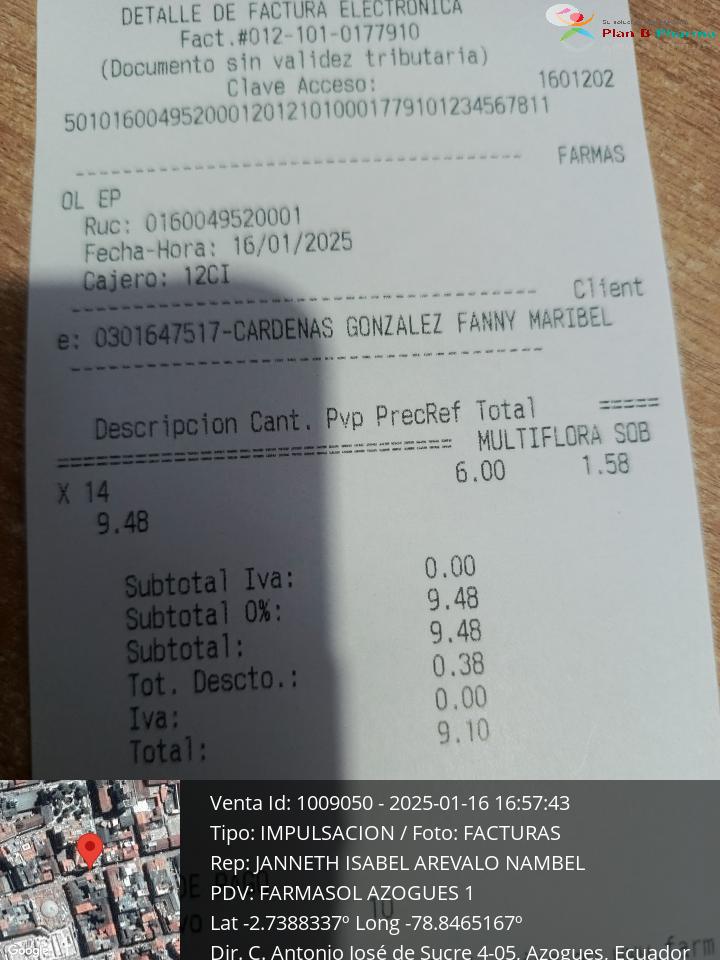 DETALLE DE FACTURA ELECTRONICA
Fact.#012-101-0177910
(Documento sin validez tributaria)
Clave Acceso: 1601202
501016004952000120121010001779101234567811
FARMAS
OL EP
Ruc: 0160049520001
Fecha-Hora: 16/01/2025
Cajero: 12CI
Client
e: 0301647517-CARDENAS GONZALEZ FANNY MARIBEL
Descripcion Cant. Pvp PrecRef Total =====
MULTIFLORA SOB
X 14 6.00 1.58
9.48
Subtotal Iva: 0.00
Subtotal 0%: 9.48
Subtotal: 9.48
Tot. Descto.: 0.38
Iva: 0.00
Total: 9.10
Plan B Pharma
Venta Id: 1009050 - 2025-01-16 16:57:43
Tipo: IMPULSACION / Foto: FACTURAS
Rep: JANNETH ISABEL AREVALO NAMBEL
PDV: FARMASOL AZOGUES 1
Lat -2.7388337º Long -78.8465167º
Dir. C. Antonio José de Sucre 4-05, Azogues, Ecuador
Google